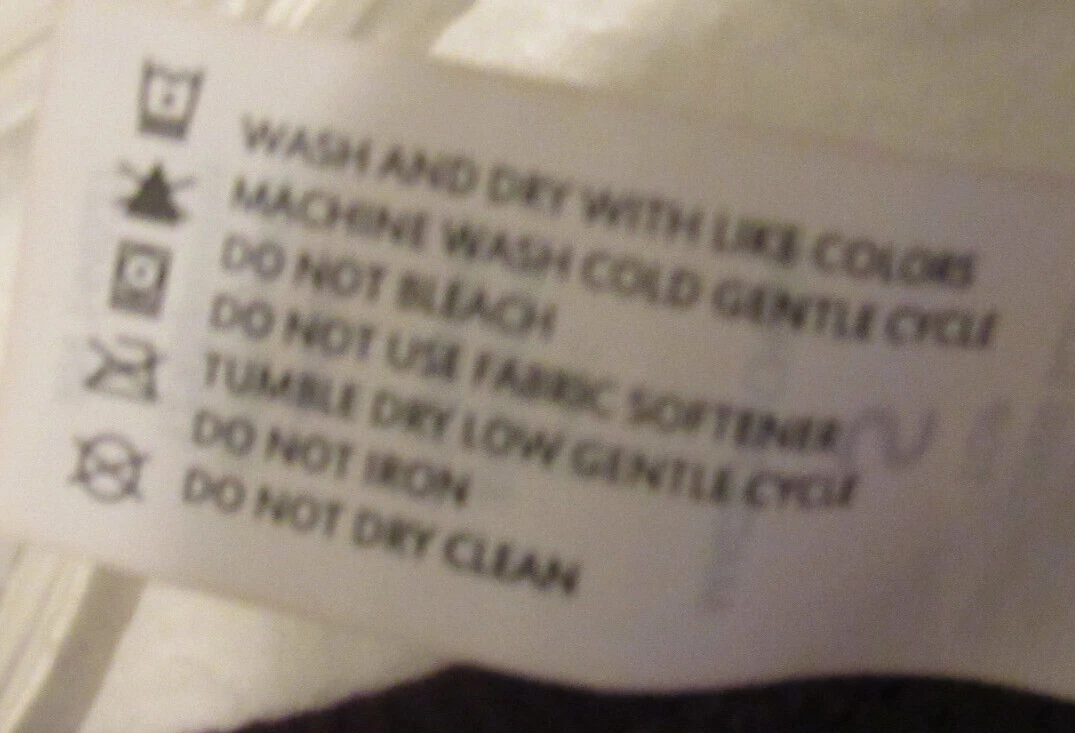 WASH AND DRY WITH LIKE COLORS
MACHINE WASH COLD GENTLE CYCLE
DO NOT BLEACH
DO NOT USE FABRIC SOFTENER
TUMBLE DRY LOW GENTLE CYCLE
DO NOT IRON
DO NOT DRY CLEAN